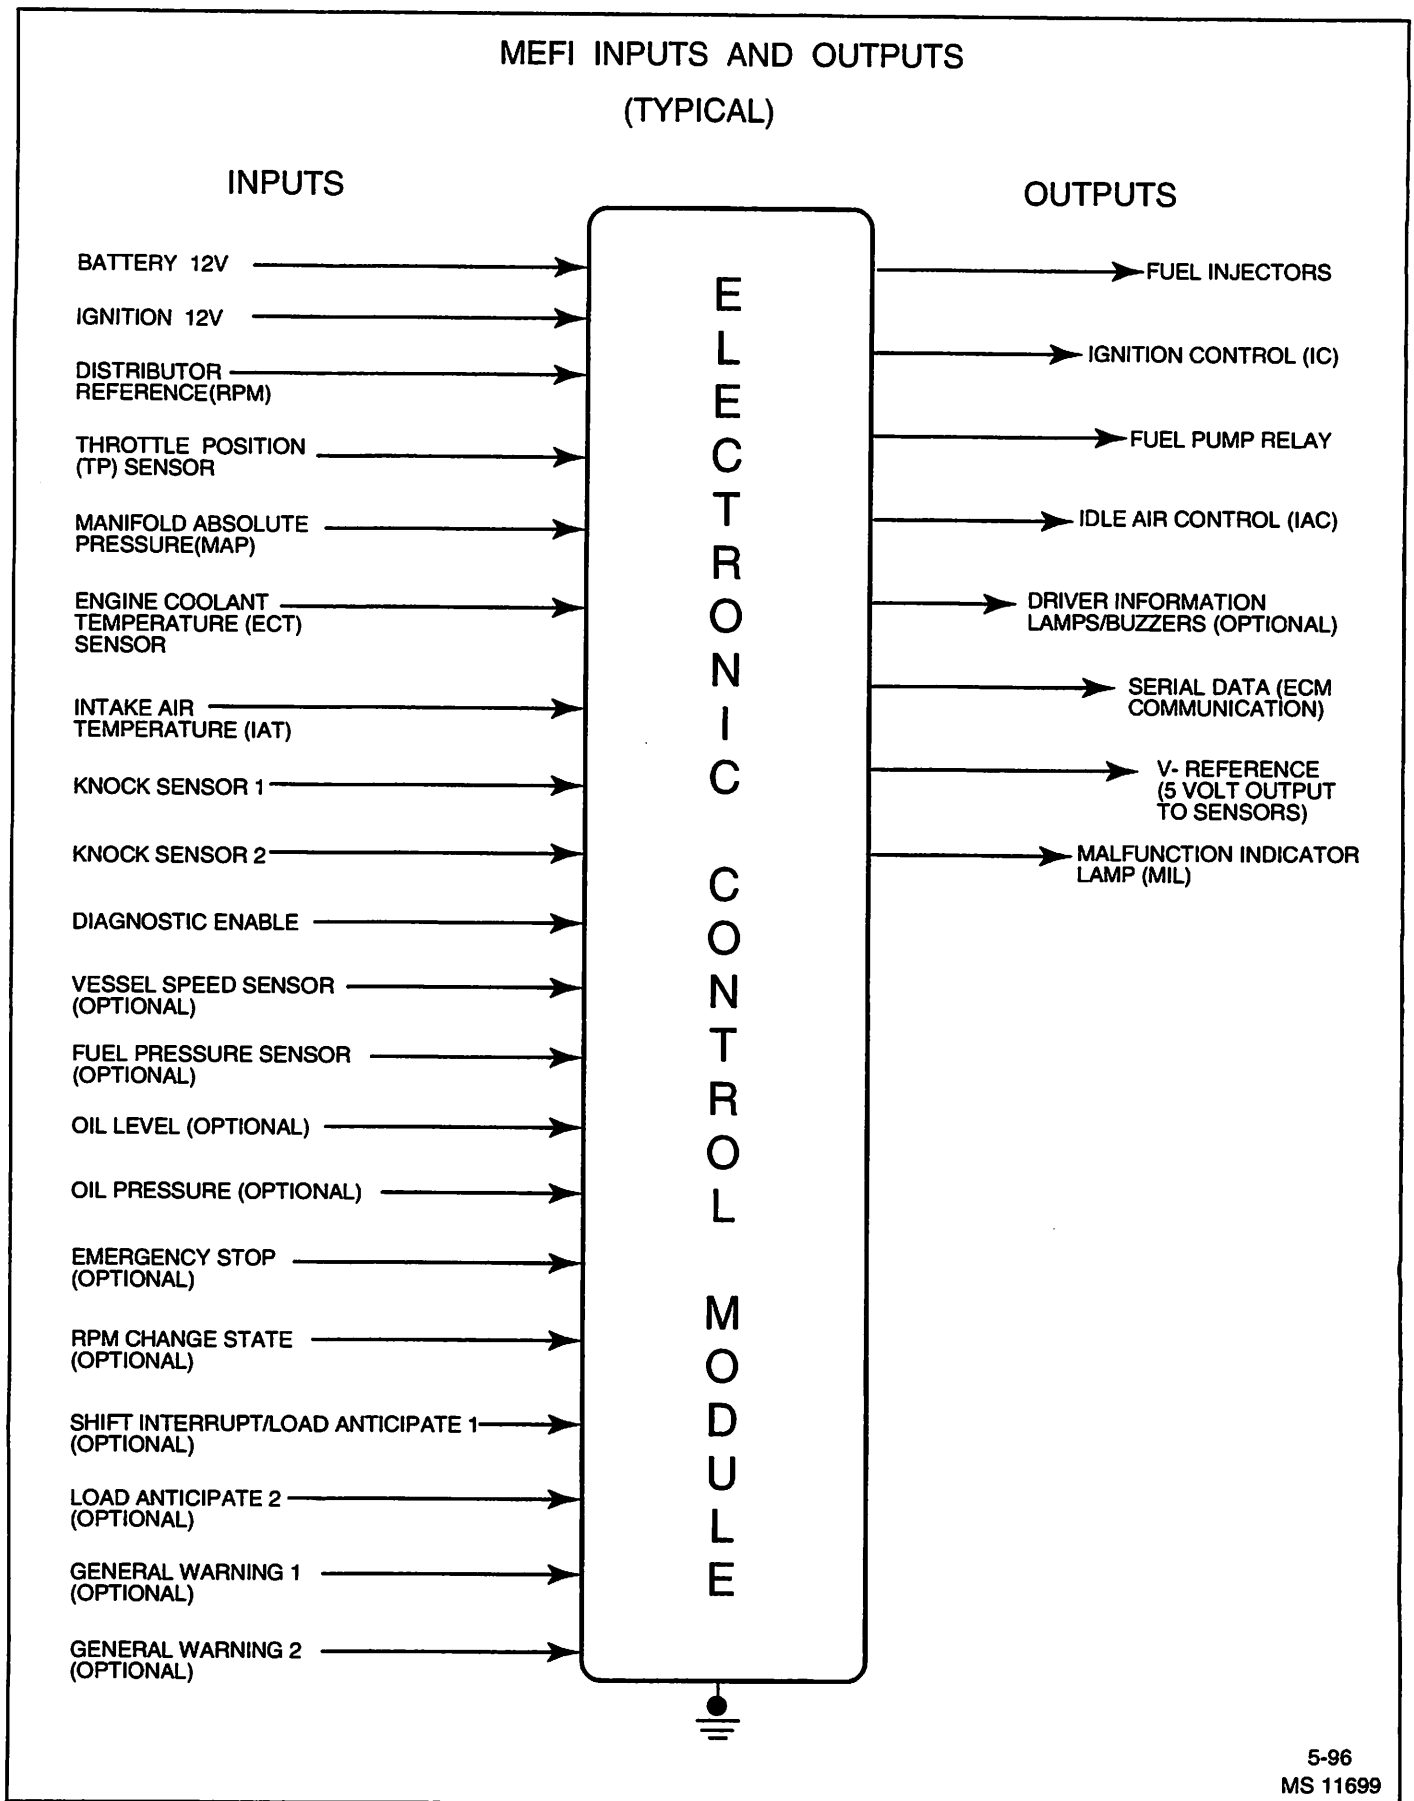 MEFI INPUTS AND OUTPUTS
(TYPICAL)
INPUTS
BATTERY 12V
IGNITION 12V
DISTRIBUTOR
REFERENCE(RPM)
THROTTLE POSITION
(TP) SENSOR
MANIFOLD ABSOLUTE
PRESSURE(MAP)
ENGINE COOLANT
TEMPERATURE (ECT)
SENSOR
INTAKE AIR
TEMPERATURE (IAT)
KNOCK SENSOR 1
KNOCK SENSOR 2
DIAGNOSTIC ENABLE
VESSEL SPEED SENSOR
(OPTIONAL)
FUEL PRESSURE SENSOR
(OPTIONAL)
OIL LEVEL (OPTIONAL)
OIL PRESSURE (OPTIONAL)
EMERGENCY STOP
(OPTIONAL)
RPM CHANGE STATE
(OPTIONAL)
SHIFT INTERRUPT/LOAD ANTICIPATE 1
(OPTIONAL)
LOAD ANTICIPATE 2
(OPTIONAL)
GENERAL WARNING 1
(OPTIONAL)
GENERAL WARNING 2
(OPTIONAL)
ELECTRONIC CONTROL MODULE
OUTPUTS
FUEL INJECTORS
IGNITION CONTROL (IC)
FUEL PUMP RELAY
IDLE AIR CONTROL (IAC)
DRIVER INFORMATION
LAMPS/BUZZERS (OPTIONAL)
SERIAL DATA (ECM
COMMUNICATION)
V- REFERENCE
(5 VOLT OUTPUT
TO SENSORS)
MALFUNCTION INDICATOR
LAMP (MIL)
5-96
MS 11699